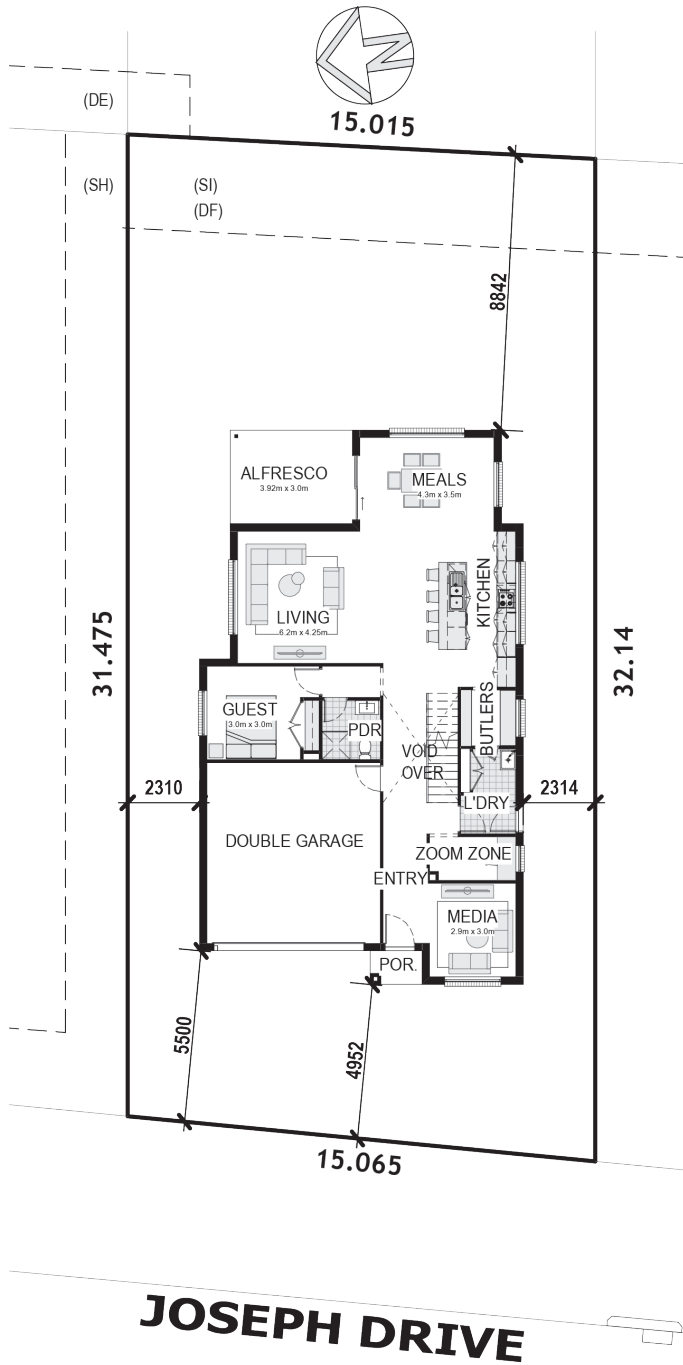 N
15.015
(DE)
(SH)
(SI)
(DF)
8842
ALFRESCO
3.92m x 3.0m
MEALS
4.3m x 3.5m
KITCHEN
LIVING
6.2m x 4.25m
31.475
32.14
GUEST
3.0m x 3.0m
PDR
BUTLERS
VOID
OVER
2310
2314
L'DRY
DOUBLE GARAGE
ZOOM ZONE
ENTRY
MEDIA
2.9m x 3.0m
POR.
5500
4952
15.065
JOSEPH DRIVE